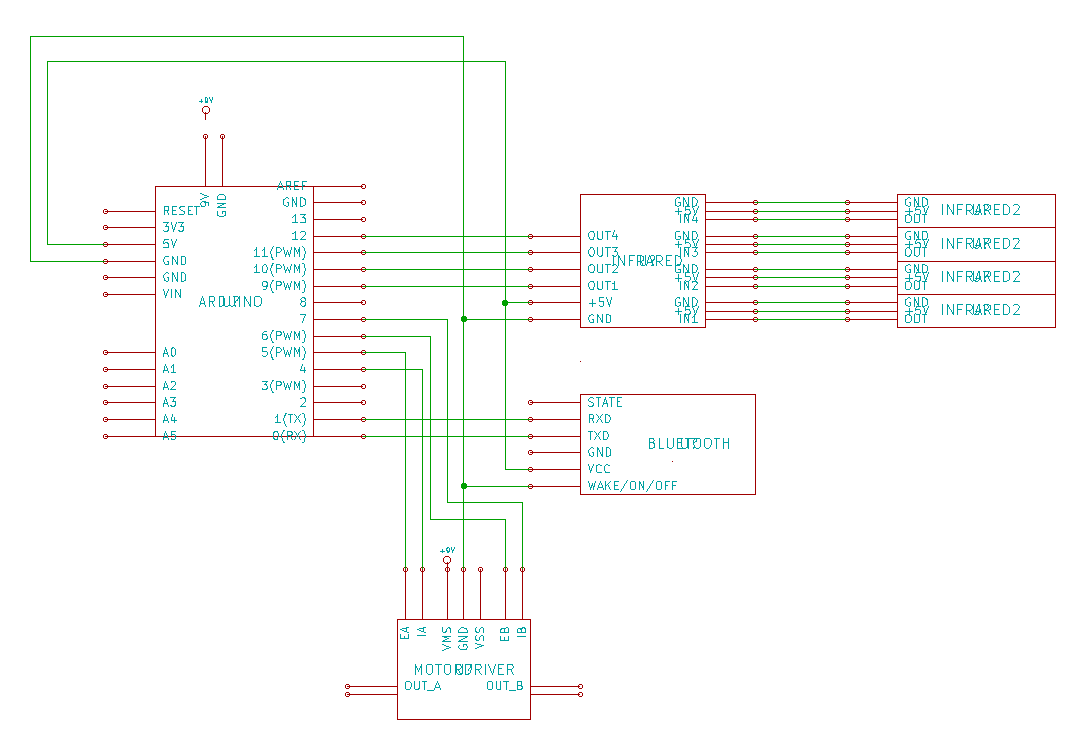 +9V
9V
GND
RESET
3V3
5V
GND
GND
VIN
A0
A1
A2
A3
A4
A5
ARDUINO
U?
AREF
GND
13
12
11(PWM)
10(PWM)
9(PWM)
8
7
6(PWM)
5(PWM)
4
3(PWM)
2
1(TX)
0(RX)
OUT4
OUT3
OUT2
OUT1
+5V
GND
INFRARED
U?
GND
+5V
IN4
GND
+5V
IN3
GND
+5V
IN2
GND
+5V
IN1
GND
+5V
OUT
INFRARED2
U?
GND
+5V
OUT
INFRARED2
U?
GND
+5V
OUT
INFRARED2
U?
GND
+5V
OUT
INFRARED2
U?
STATE
RXD
TXD
GND
VCC
WAKE/ON/OFF
BLUETOOTH
U?
+9V
EA
IA
VMS
GND
VSS
EB
IB
MOTOR DRIVER
U?
OUT_A
OUT_B